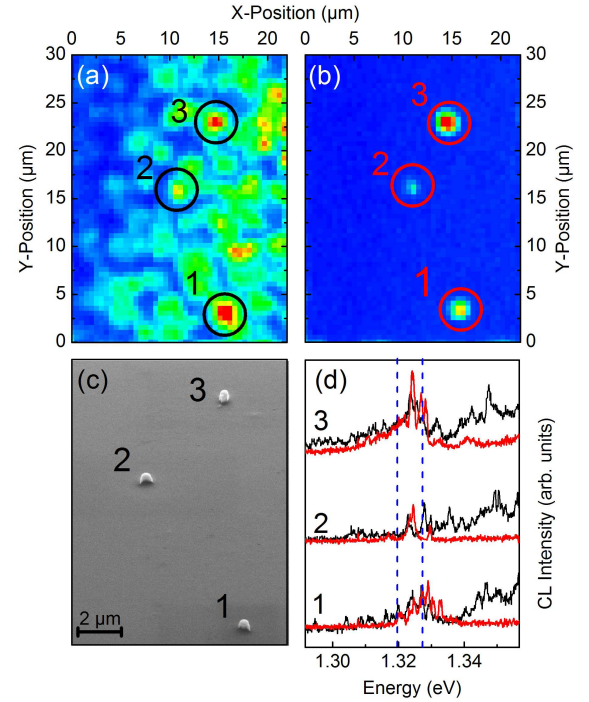 X-Position (µm)
0 5 10 15 20 0 5 10 15 20
30
25
20
15
10
5
0
Y-Position (µm)
(a)
3
2
1
(b)
3
2
1
30
25
20
15
10
5
0
Y-Position (µm)
(c)
3
2
1
2 µm
(d)
3
2
1
CL Intensity (arb. units)
1.30 1.32 1.34
Energy (eV)